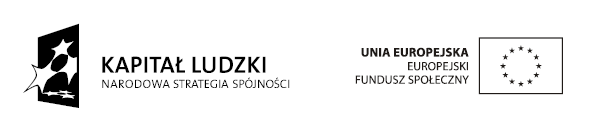 KAPITAŁ LUDZKI
NARODOWA STRATEGIA SPÓJNOŚCI
UNIA EUROPEJSKA
EUROPEJSKI
FUNDUSZ SPOŁECZNY